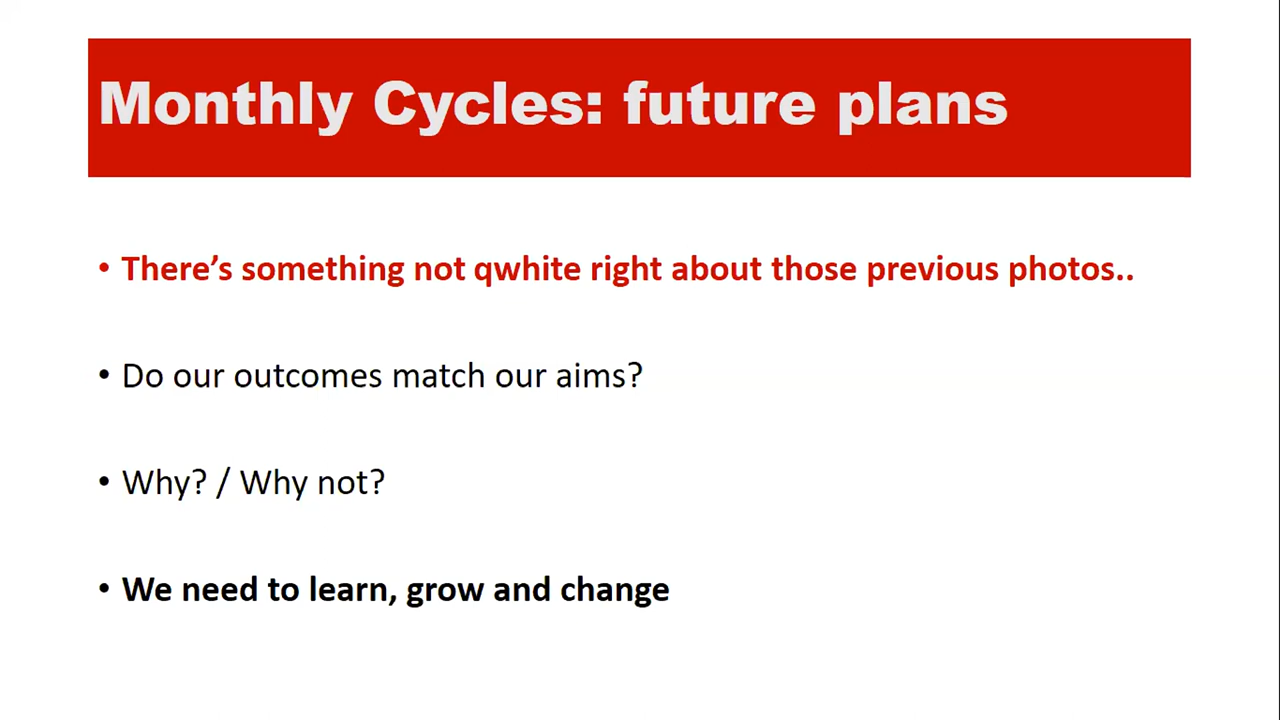 Monthly Cycles: future plans
• There’s something not qwhite right about those previous photos..
• Do our outcomes match our aims?
• Why? / Why not?
• We need to learn, grow and change